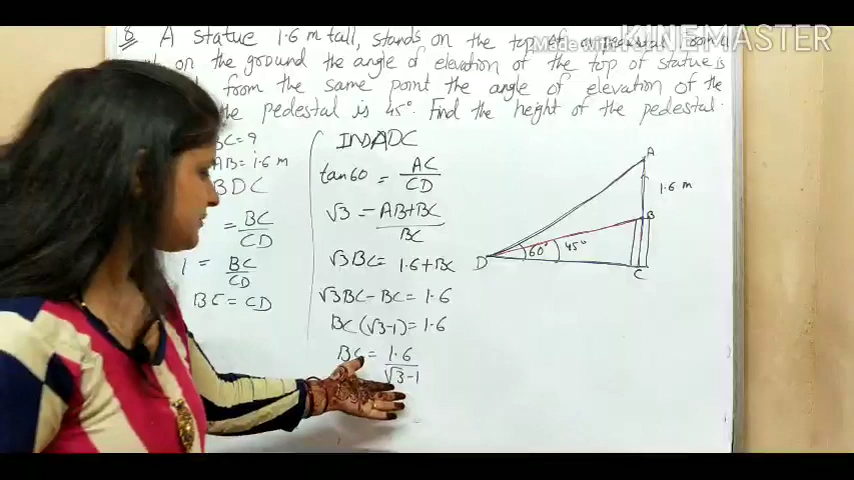 Made with KINEMASTER
8. A statue 1.6 m tall, stands on the top of a
on the ground the angle of elevation of the top of statue is
from the same point the angle of elevation of the
the pedestal is 45°. Find the height of the pedestal.
BC = ?
AB = 1.6 m
BDC
= BC/CD
1 = BC/CD
BC = CD
IN ΔADC
tan60 = AC/CD
√3 = AB+BC/BC
√3BC = 1.6+BC
√3BC-BC = 1.6
BC(√3-1) = 1.6
BC = 1.6/√3-1
A
1.6 m
B
D 60° 45°
C